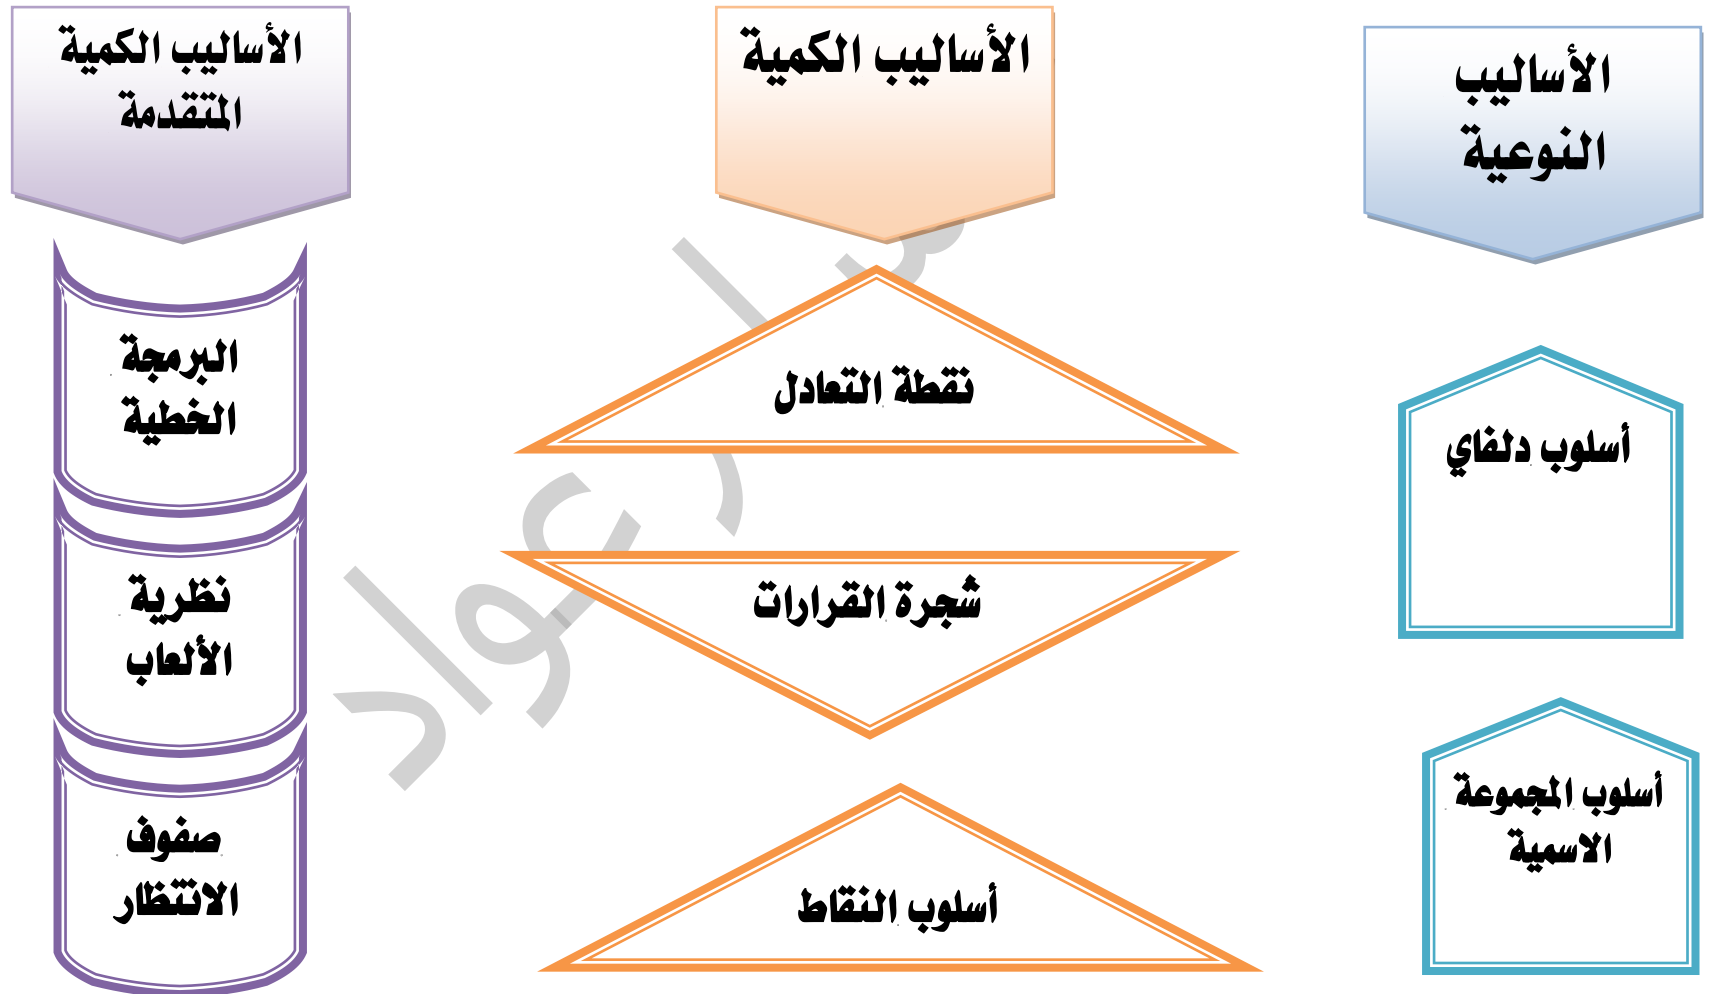 الأساليب
النوعية
أسلوب دلفاي
أسلوب المجموعة
الاسمية
الأساليب الكمية
نقطة التعادل
شجرة القرارات
أسلوب النقاط
الأساليب الكمية
المتقدمة
البرمجة
الخطية
نظرية
الألعاب
صفوف
الانتظار
عواد